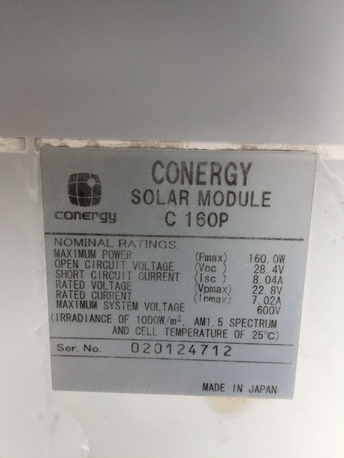 CONERGY
SOLAR MODULE
C 160P
conergy
NOMINAL RATINGS:
MAXIMUM POWER (Pmax) 160.0W
OPEN CIRCUIT VOLTAGE (Voc) 28.4V
SHORT CIRCUIT CURRENT (Isc) 8.04A
RATED VOLTAGE (Vpmax) 22.8V
RATED CURRENT (Ipmax) 7.02A
MAXIMUM SYSTEM VOLTAGE 600V
(IRRADIANCE OF 1000W/m², AM1.5 SPECTRUM
AND CELL TEMPERATURE OF 25℃)
Ser. No. 020124712
MADE IN JAPAN